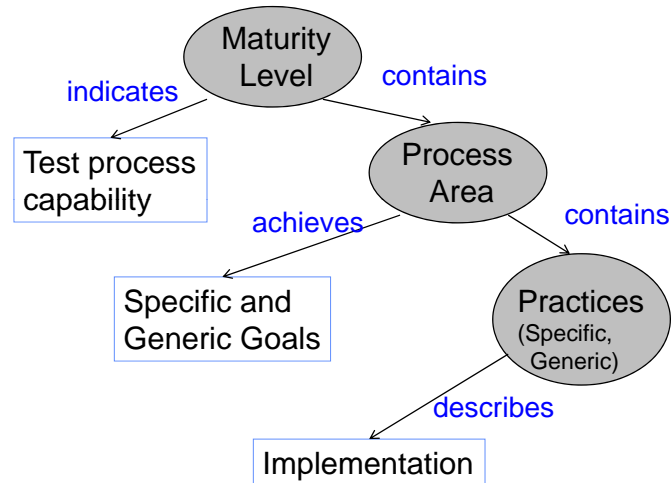 Maturity
Level
indicates
contains
Test process
capability
Process
Area
achieves
contains
Specific and
Generic Goals
Practices
(Specific,
Generic)
describes
Implementation